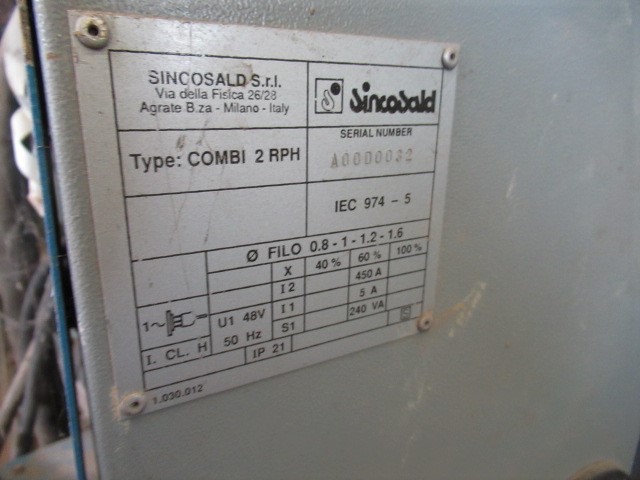 SINCOSALD S.r.l.
Via della Fisica 26/28
Agrate B.za - Milano - Italy
Sincosald
Type: COMBI 2 RPH
SERIAL NUMBER
A00D0032
IEC 974 - 5
Ø FILO 0.8 - 1 - 1.2 - 1.6
X 40 % 60 % 100 %
I2 450 A
1~ U1 48V I1 5 A
50 Hz S1 240 VA S
I. CL. H IP 21
1.030.012